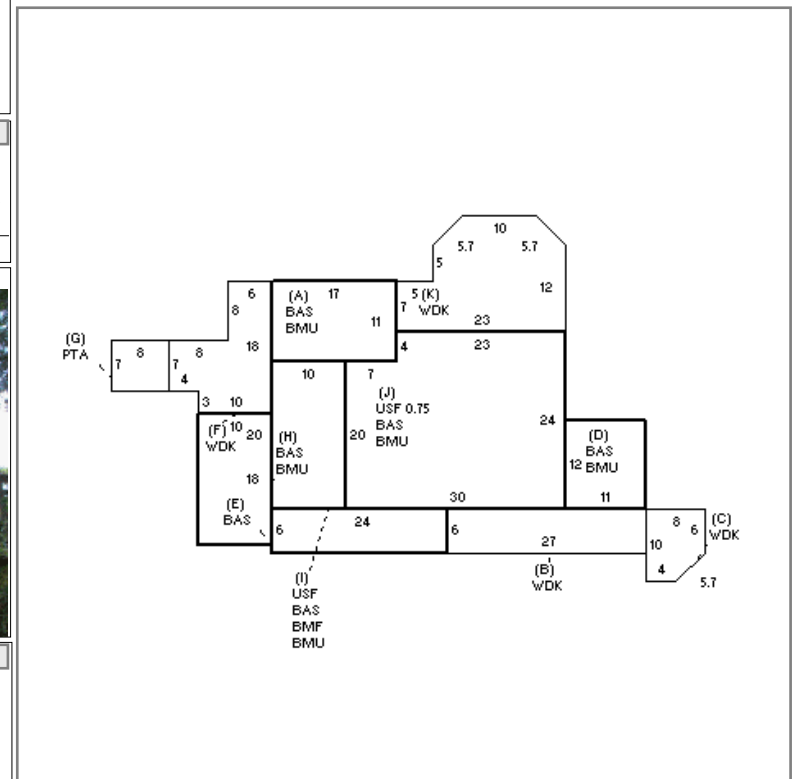 10
5.7 5.7
5
12
6
(A) 17
BAS
BMU
11
5 (K)
WDK
7
23
8
18
(G)
PTA
8
7
8
7
4
4
23
10
7
3 10
(J)
USF 0.75
BAS
BMU
24
10
(F)
WDK
20
(H)
BAS
BMU
20
(D)
BAS
BMU
12
18
11
30
(E)
BAS
6
24
6
27
8 6
(C)
WDK
10
4
5.7
(B)
WDK
(I)
USF
BAS
BMF
BMU